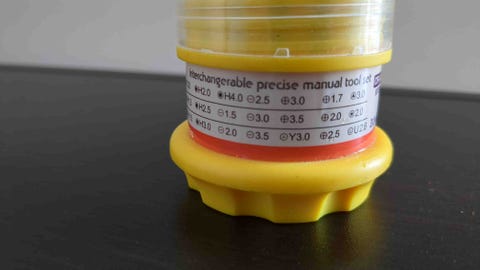 Interchangerable precise manual tool set
H2.0 H4.0 ⊖2.5 ⊕3.0 ⊕1.7 3.0
H2.5 ⊖1.5 ⊖3.0 ⊕3.5 ⊕2.0 2.0
H3.0 ⊖2.0 ⊖3.5 Y3.0 ⊕2.5 ⊖U2.8